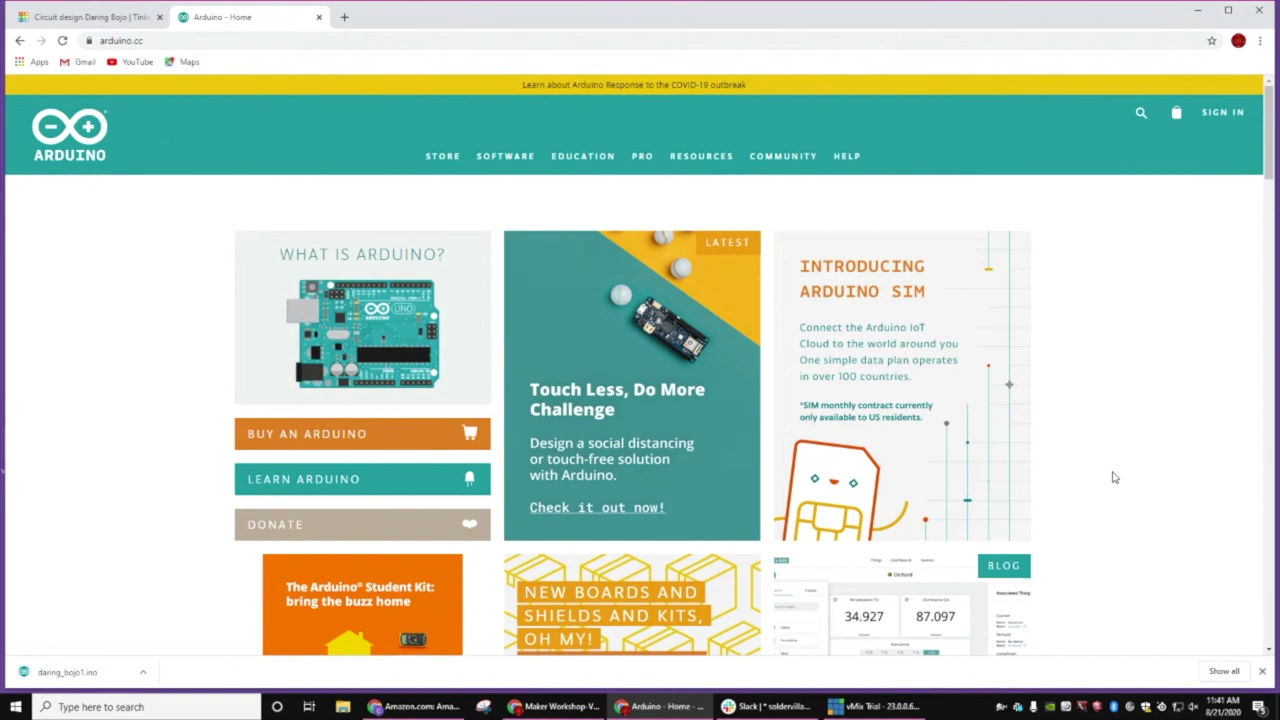 Circuit design Daring Bojo | Tink
Arduino - Home
arduino.cc
Apps
Gmail
YouTube
Maps
Learn about Arduino Response to the COVID-19 outbreak
ARDUINO
SIGN IN
STORE
SOFTWARE
EDUCATION
PRO
RESOURCES
COMMUNITY
HELP
WHAT IS ARDUINO?
UNO
BUY AN ARDUINO
LEARN ARDUINO
DONATE
LATEST
Touch Less, Do More
Challenge
Design a social distancing
or touch-free solution
with Arduino.
Check it out now!
INTRODUCING
ARDUINO SIM
Connect the Arduino IoT
Cloud to the world around you
One simple data plan operates
in over 100 countries.
*SIM monthly contract currently
only available to US residents.
The Arduino® Student Kit:
bring the buzz home
NEW BOARDS AND
SHIELDS AND KITS,
OH MY!
BLOG
Things
Dashboards
34.927
87.097
daring_bojo1.ino
Show all
Type here to search
Amazon.com: Ama...
Maker Workshop-V...
Arduino - Home - ...
Slack | * soldervilla...
vMix Trial - 23.0.0.6...
11:41 AM
8/21/2020